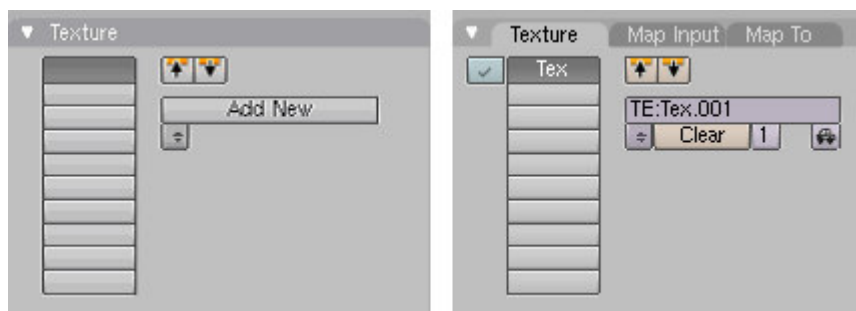 Texture
Add New
Texture Map Input Map To
Tex
TE:Tex.001
Clear 1